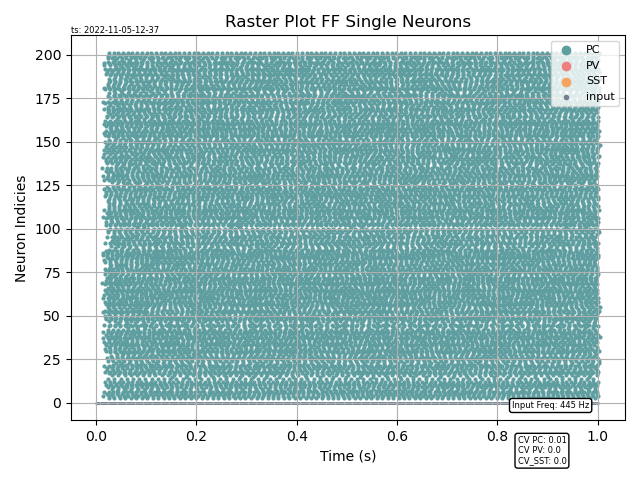 Raster Plot FF Single Neurons
ts: 2022-11-05-12-37
PC
PV
SST
input
200
175
150
125
100
75
50
25
0
Neuron Indicies
Input Freq: 445 Hz
0.0
0.2
0.4
0.6
0.8
1.0
Time (s)
CV PC: 0.01
CV PV: 0.0
CV_SST: 0.0